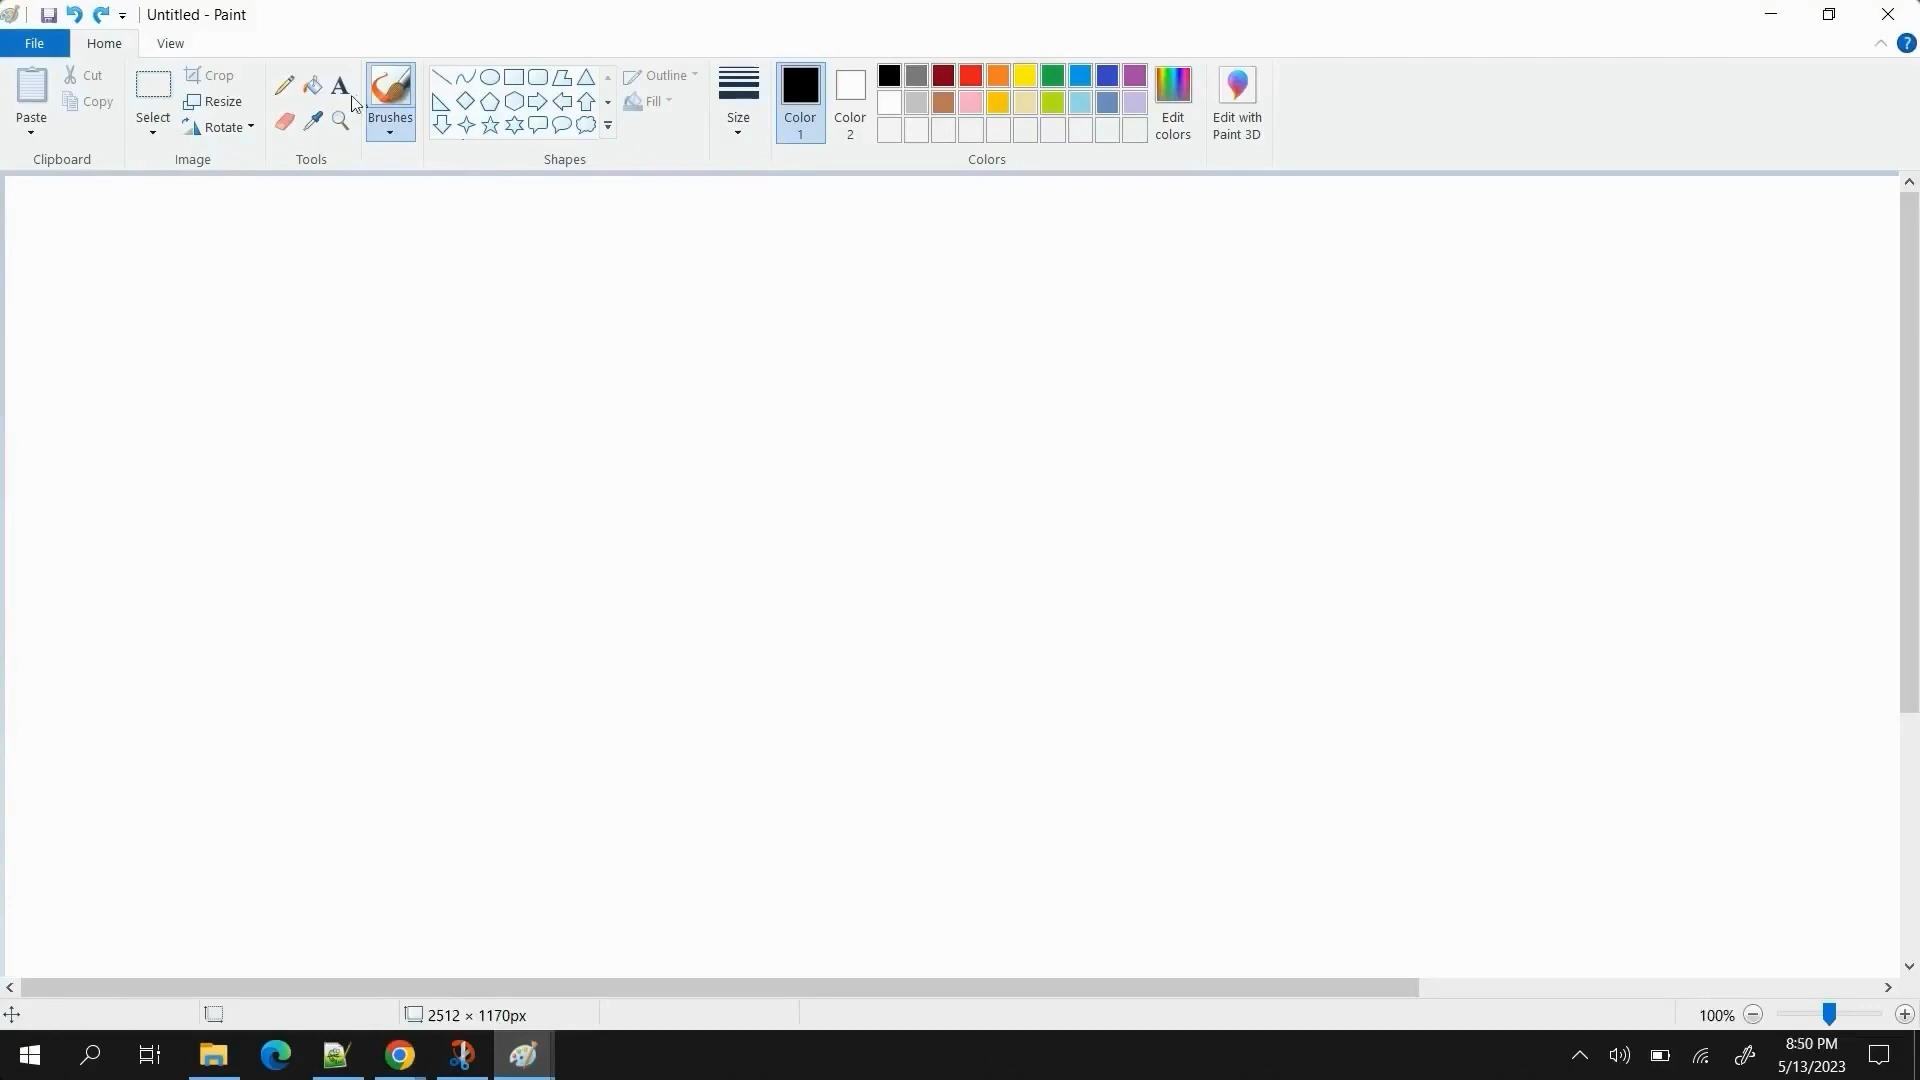 Untitled - Paint
File Home View
Paste Cut Copy
Clipboard
Select Crop Resize Rotate
Image
A
Tools
Brushes
Outline Fill
Shapes
Size
Color 1 Color 2
Edit colors
Colors
Edit with Paint 3D
2512 × 1170px
100%
8:50 PM
5/13/2023